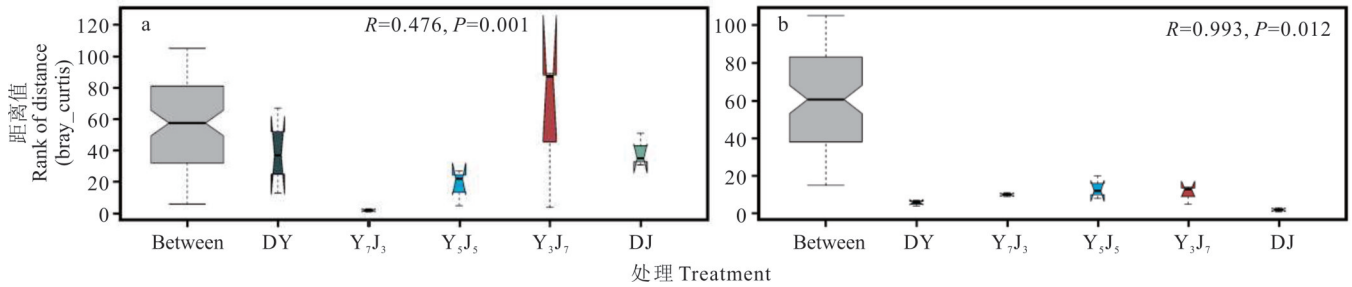 距离值
Rank of distance
(bray_curtis)
a
R=0.476, P=0.001
120
100
80
60
40
20
0
Between DY Y₇J₃ Y₅J₅ Y₃J₇ DJ
b
R=0.993, P=0.012
100
80
60
40
20
0
Between DY Y₇J₃ Y₅J₅ Y₃J₇ DJ
处理 Treatment